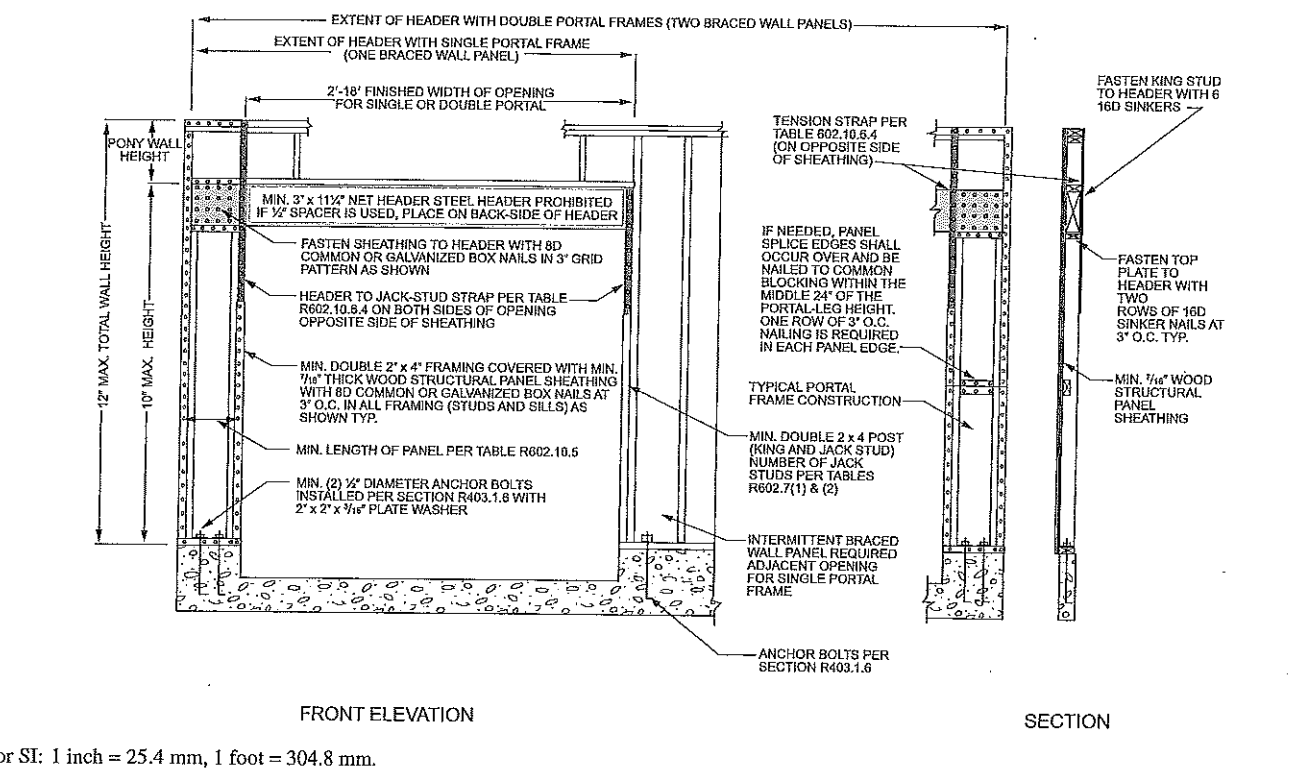 EXTENT OF HEADER WITH DOUBLE PORTAL FRAMES (TWO BRACED WALL PANELS)
EXTENT OF HEADER WITH SINGLE PORTAL FRAME
(ONE BRACED WALL PANEL)
2'-18' FINISHED WIDTH OF OPENING
FOR SINGLE OR DOUBLE PORTAL
PONY WALL
HEIGHT
12" MAX. TOTAL WALL HEIGHT
10" MAX. HEIGHT
MIN. 3" x 11¼" NET HEADER STEEL HEADER PROHIBITED
IF ½" SPACER IS USED, PLACE ON BACK-SIDE OF HEADER
FASTEN SHEATHING TO HEADER WITH 8D
COMMON OR GALVANIZED BOX NAILS IN 3" GRID
PATTERN AS SHOWN
HEADER TO JACK-STUD STRAP PER TABLE
R602.10.6.4 ON BOTH SIDES OF OPENING
OPPOSITE SIDE OF SHEATHING
MIN. DOUBLE 2" x 4" FRAMING COVERED WITH MIN.
7/16" THICK WOOD STRUCTURAL PANEL SHEATHING
WITH 8D COMMON OR GALVANIZED BOX NAILS AT
3" O.C. IN ALL FRAMING (STUDS AND SILLS) AS
SHOWN TYP.
MIN. LENGTH OF PANEL PER TABLE R602.10.5
MIN. (2) ½" DIAMETER ANCHOR BOLTS
INSTALLED PER SECTION R403.1.6 WITH
2" x 2" x 3/16" PLATE WASHER
TENSION STRAP PER
TABLE 602.10.6.4
(ON OPPOSITE SIDE
OF SHEATHING)
IF NEEDED, PANEL
SPLICE EDGES SHALL
OCCUR OVER AND BE
NAILED TO COMMON
BLOCKING WITHIN THE
MIDDLE 24" OF THE
PORTAL-LEG HEIGHT.
ONE ROW OF 3" O.C.
NAILING IS REQUIRED
IN EACH PANEL EDGE.
TYPICAL PORTAL
FRAME CONSTRUCTION
MIN. DOUBLE 2 x 4 POST
(KING AND JACK STUD)
NUMBER OF JACK
STUDS PER TABLES
R602.7(1) & (2)
INTERMITTENT BRACED
WALL PANEL REQUIRED
ADJACENT OPENING
FOR SINGLE PORTAL
FRAME
ANCHOR BOLTS PER
SECTION R403.1.6
FASTEN KING STUD
TO HEADER WITH 6
16D SINKERS
FASTEN TOP
PLATE TO
HEADER WITH
TWO
ROWS OF 16D
SINKER NAILS AT
3" O.C. TYP.
MIN. 7/16" WOOD
STRUCTURAL
PANEL
SHEATHING
FRONT ELEVATION
SECTION
or SI: 1 inch = 25.4 mm, 1 foot = 304.8 mm.